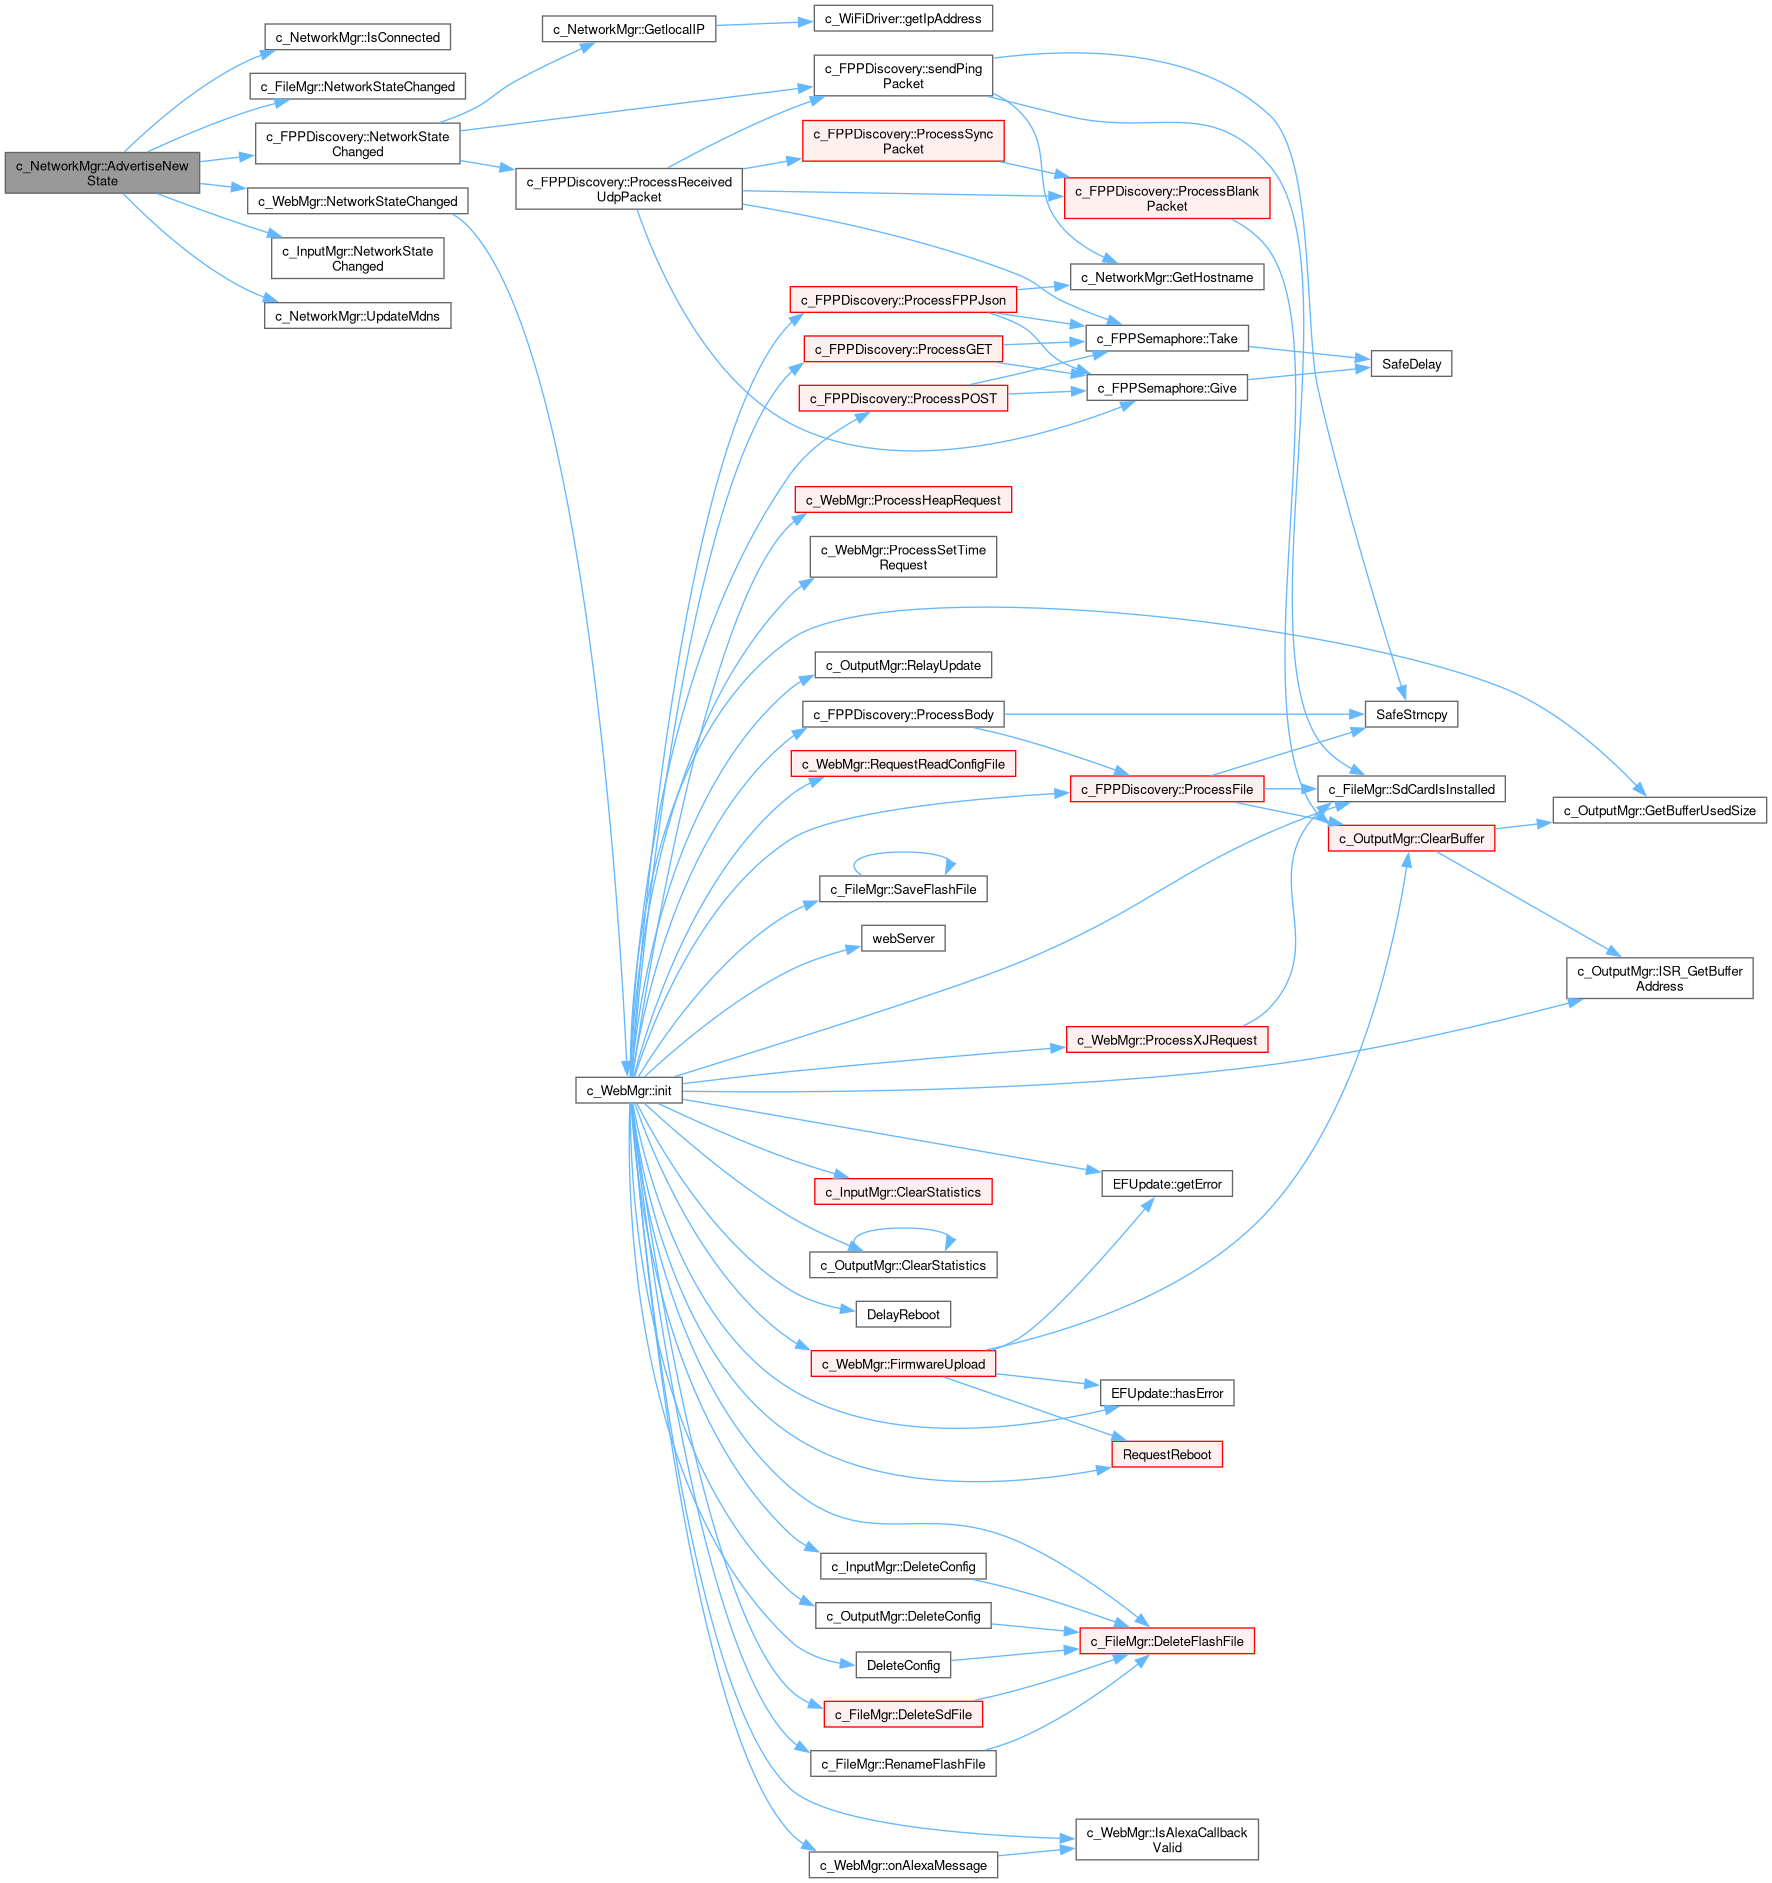 c_NetworkMgr::AdvertiseNew
State
c_NetworkMgr::IsConnected
c_FileMgr::NetworkStateChanged
c_FPPDiscovery::NetworkState
Changed
c_WebMgr::NetworkStateChanged
c_InputMgr::NetworkState
Changed
c_NetworkMgr::UpdateMdns
c_NetworkMgr::GetlocalIP
c_FPPDiscovery::ProcessReceived
UdpPacket
c_WebMgr::init
c_WiFiDriver::getIpAddress
c_FPPDiscovery::sendPing
Packet
c_FPPDiscovery::ProcessSync
Packet
c_FPPDiscovery::ProcessFPPJson
c_FPPDiscovery::ProcessGET
c_FPPDiscovery::ProcessPOST
c_WebMgr::ProcessHeapRequest
c_WebMgr::ProcessSetTime
Request
c_OutputMgr::RelayUpdate
c_FPPDiscovery::ProcessBody
c_WebMgr::RequestReadConfigFile
c_FileMgr::SaveFlashFile
webServer
c_InputMgr::ClearStatistics
c_OutputMgr::ClearStatistics
DelayReboot
c_WebMgr::FirmwareUpload
c_InputMgr::DeleteConfig
c_OutputMgr::DeleteConfig
DeleteConfig
c_FileMgr::DeleteSdFile
c_FileMgr::RenameFlashFile
c_WebMgr::onAlexaMessage
c_FPPDiscovery::ProcessBlank
Packet
c_NetworkMgr::GetHostname
c_FPPSemaphore::Take
c_FPPSemaphore::Give
c_FPPDiscovery::ProcessFile
c_WebMgr::ProcessXJRequest
EFUpdate::getError
EFUpdate::hasError
RequestReboot
c_FileMgr::DeleteFlashFile
c_WebMgr::IsAlexaCallback
Valid
SafeDelay
SafeStrncpy
c_FileMgr::SdCardIsInstalled
c_OutputMgr::ClearBuffer
c_OutputMgr::GetBufferUsedSize
c_OutputMgr::ISR_GetBuffer
Address